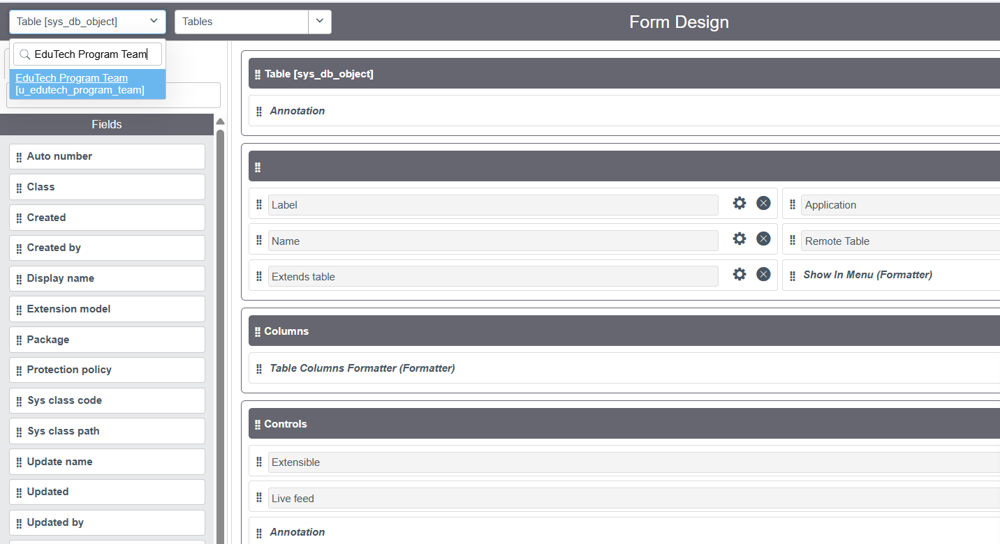 Table [sys_db_object]
Tables
Form Design
EduTech Program Team
EduTech Program Team
[u_edutech_program_team]
Fields
Auto number
Class
Created
Created by
Display name
Extension model
Package
Protection policy
Sys class code
Sys class path
Update name
Updated
Updated by
Table [sys_db_object]
Annotation
Label
Application
Name
Remote Table
Extends table
Show In Menu (Formatter)
Columns
Table Columns Formatter (Formatter)
Controls
Extensible
Live feed
Annotation